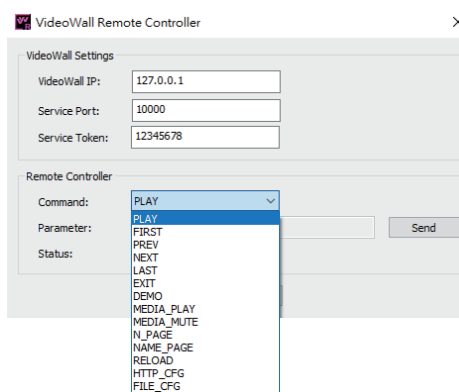 VideoWall Remote Controller
VideoWall Settings
VideoWall IP: 127.0.0.1
Service Port: 10000
Service Token: 12345678
Remote Controller
Command: PLAY
PLAY
Parameter: Send
FIRST
PREV
Status:
NEXT
LAST
EXIT
DEMO
MEDIA_PLAY
MEDIA_MUTE
N_PAGE
NAME_PAGE
RELOAD
HTTP_CFG
FILE_CFG